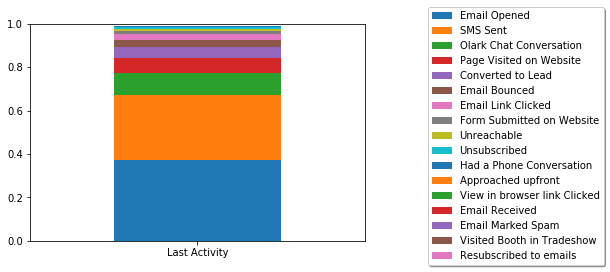 1.0
0.8
0.6
0.4
0.2
0.0
Last Activity
Email Opened
SMS Sent
Olark Chat Conversation
Page Visited on Website
Converted to Lead
Email Bounced
Email Link Clicked
Form Submitted on Website
Unreachable
Unsubscribed
Had a Phone Conversation
Approached upfront
View in browser link Clicked
Email Received
Email Marked Spam
Visited Booth in Tradeshow
Resubscribed to emails